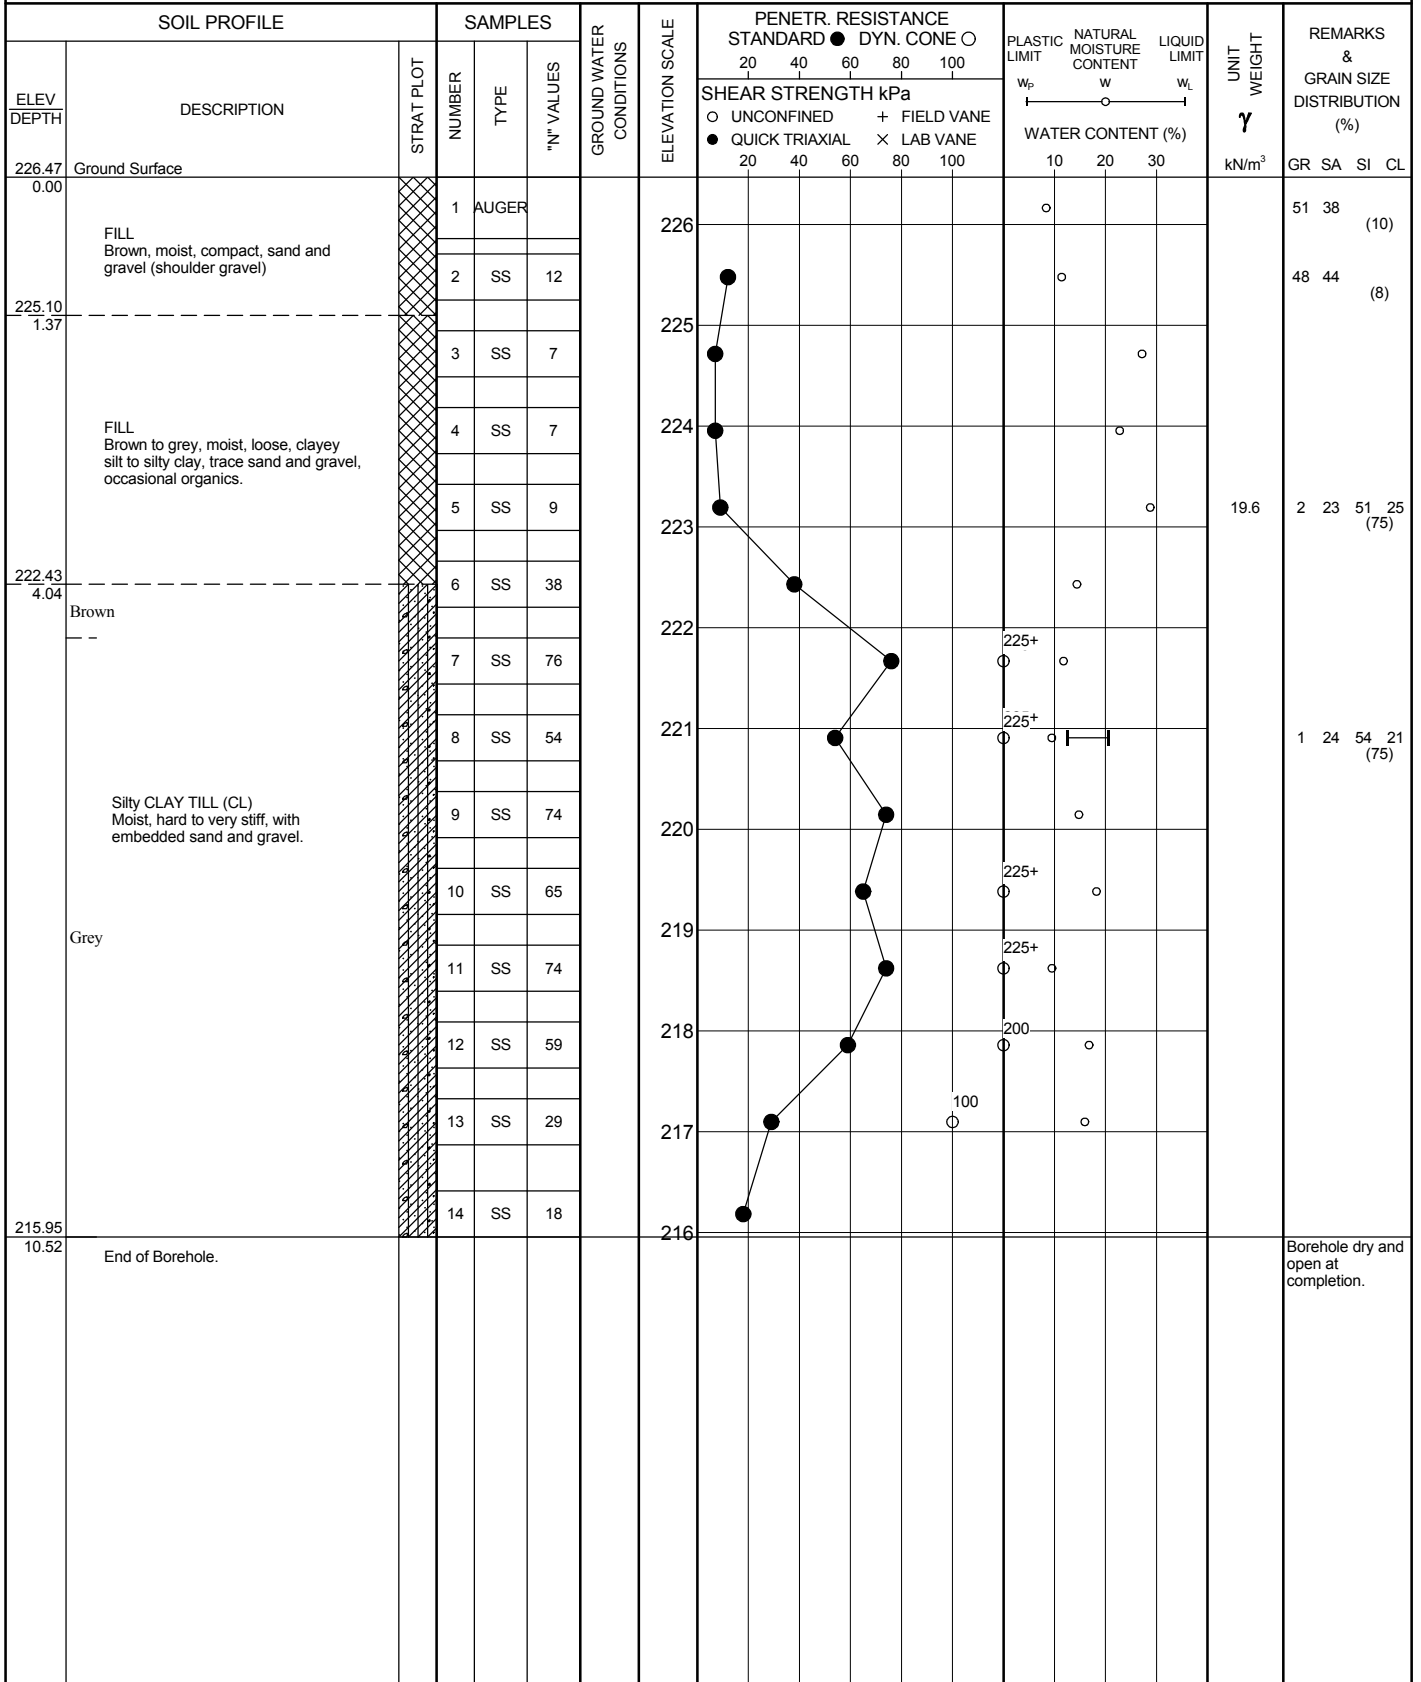 SOIL PROFILE
SAMPLES
GROUND WATER
CONDITIONS
ELEVATION SCALE
PENETR. RESISTANCE
STANDARD ● DYN. CONE ○
20 40 60 80 100
SHEAR STRENGTH kPa
○ UNCONFINED + FIELD VANE
● QUICK TRIAXIAL × LAB VANE
20 40 60 80 100
PLASTIC LIMIT
NATURAL MOISTURE CONTENT
LIQUID LIMIT
WP W WL
WATER CONTENT (%)
10 20 30
UNIT WEIGHT
γ
kN/m³
REMARKS
&
GRAIN SIZE
DISTRIBUTION
(%)
GR SA SI CL
ELEV
DEPTH
DESCRIPTION
STRAT PLOT
NUMBER
TYPE
"N" VALUES
226.47 Ground Surface
0.00
1 AUGER
226
51 38
(10)
FILL
Brown, moist, compact, sand and
gravel (shoulder gravel)
2 SS 12
48 44
(8)
225.10
1.37
225
3 SS 7
FILL
Brown to grey, moist, loose, clayey
silt to silty clay, trace sand and gravel,
occasional organics.
4 SS 7
224
5 SS 9
19.6
2 23 51 25
(75)
223
222.43
4.04
6 SS 38
Brown
222
225+
7 SS 76
225+
221
8 SS 54
1 24 54 21
(75)
Silty CLAY TILL (CL)
Moist, hard to very stiff, with
embedded sand and gravel.
9 SS 74
220
225+
10 SS 65
219
Grey
225+
11 SS 74
218
200
12 SS 59
100
13 SS 29
217
14 SS 18
215.95
216
10.52
End of Borehole.
Borehole dry and
open at
completion.